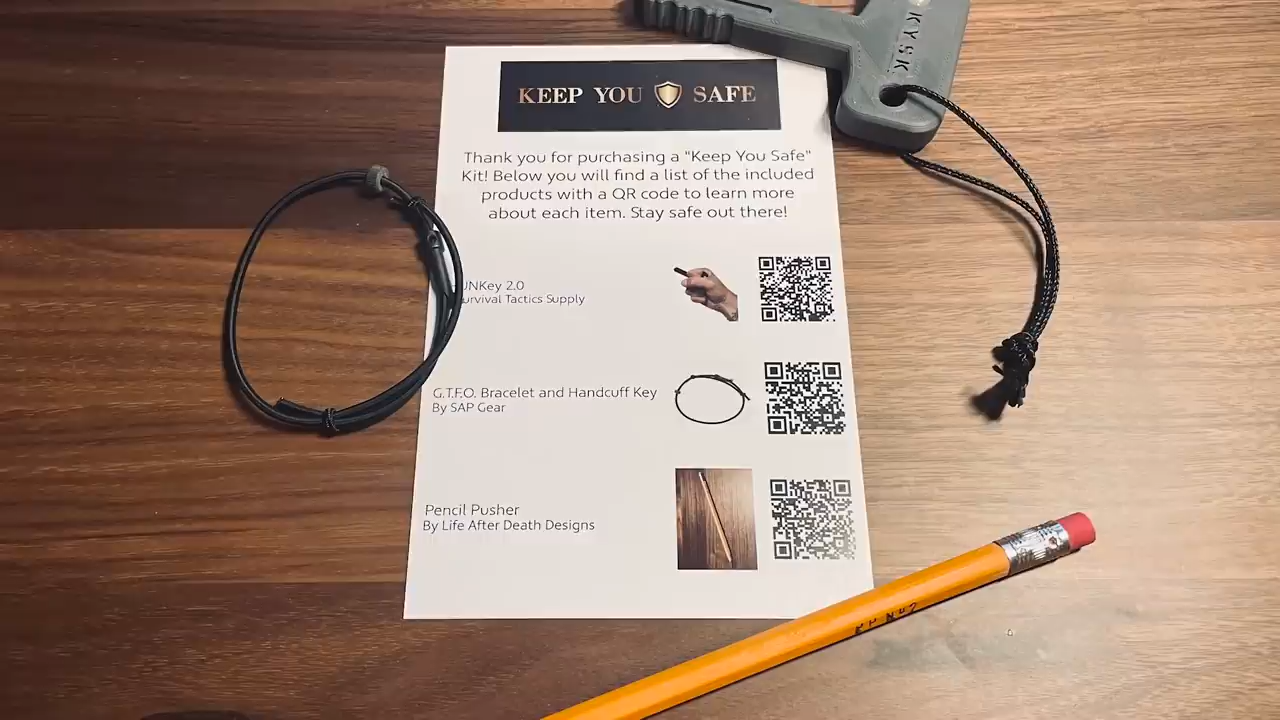 KYSK
KEEP YOU SAFE
Thank you for purchasing a "Keep You Safe"
Kit! Below you will find a list of the included
products with a QR code to learn more
about each item. Stay safe out there!
UNKey 2.0
urvival Tactics Supply
G.T.F.O. Bracelet and Handcuff Key
By SAP Gear
Pencil Pusher
By Life After Death Designs